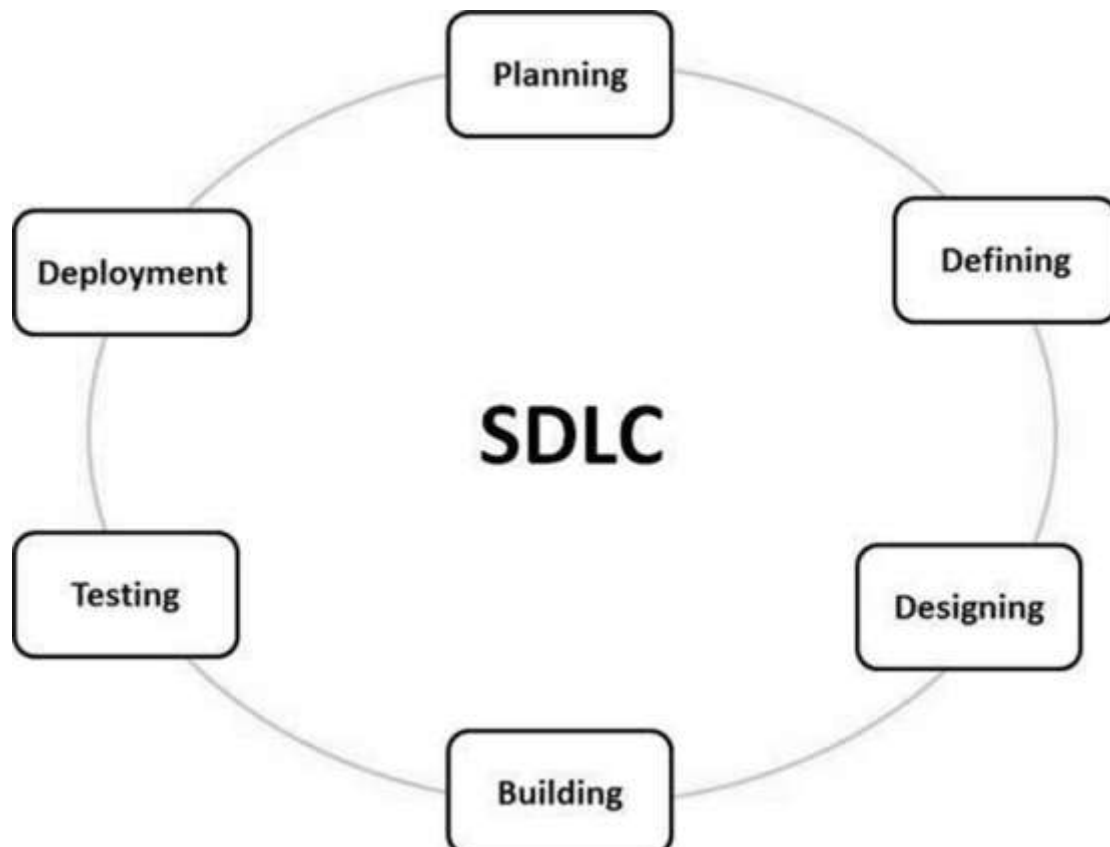 Planning
Defining
Designing
Building
Testing
Deployment
SDLC